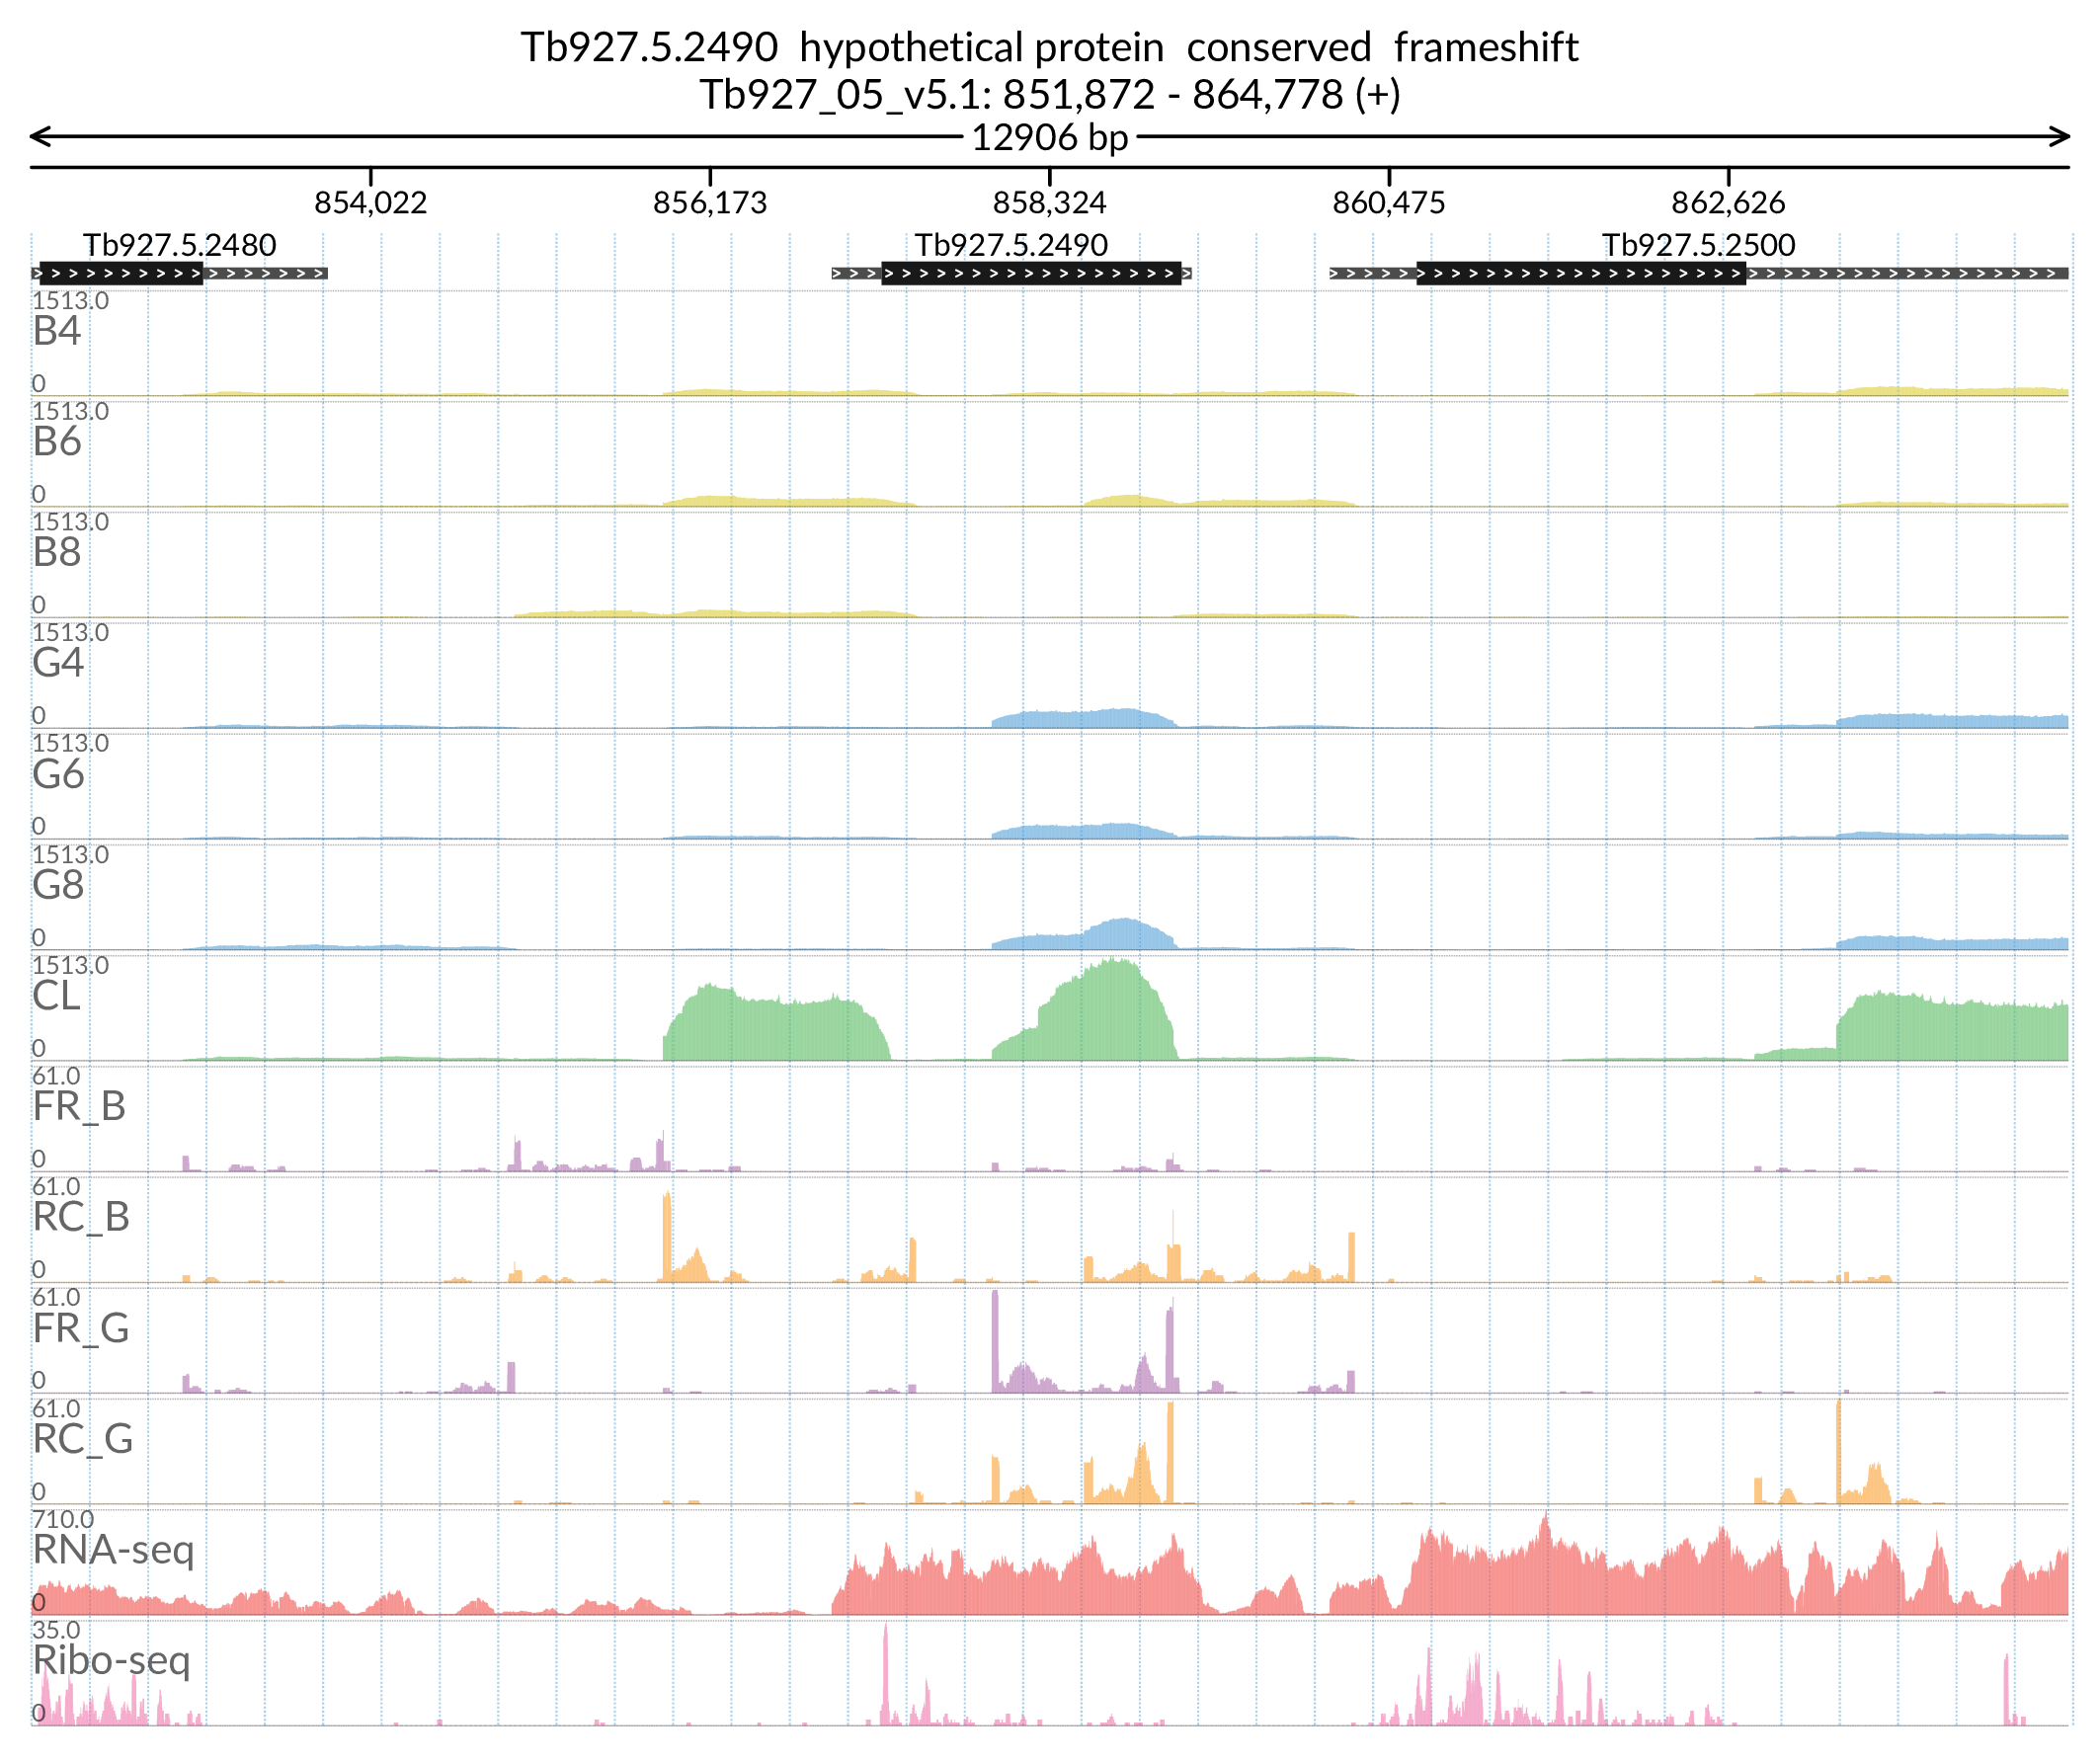 Tb927.5.2490 hypothetical protein conserved frameshift
Tb927_05_v5.1: 851,872 - 864,778 (+)
12906 bp
854,022 856,173 858,324 860,475 862,626
Tb927.5.2480 Tb927.5.2490 Tb927.5.2500
1513.0
B4
0
1513.0
B6
0
1513.0
B8
0
1513.0
G4
0
1513.0
G6
0
1513.0
G8
0
1513.0
CL
0
61.0
FR_B
0
61.0
RC_B
0
61.0
FR_G
0
61.0
RC_G
0
710.0
RNA-seq
0
35.0
Ribo-seq
0